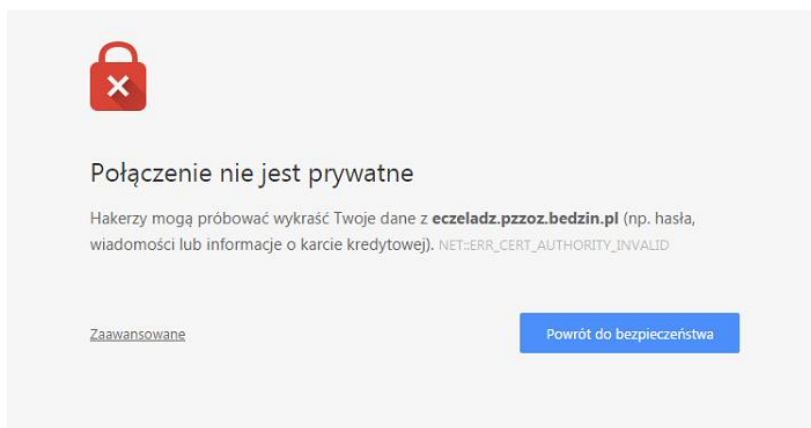 Połączenie nie jest prywatne
Hakerzy mogą próbować wykraść Twoje dane z eczeladz.pzzoz.bedzin.pl (np. hasła,
wiadomości lub informacje o karcie kredytowej). NET::ERR_CERT_AUTHORITY_INVALID
Zaawansowane
Powrót do bezpieczeństwa